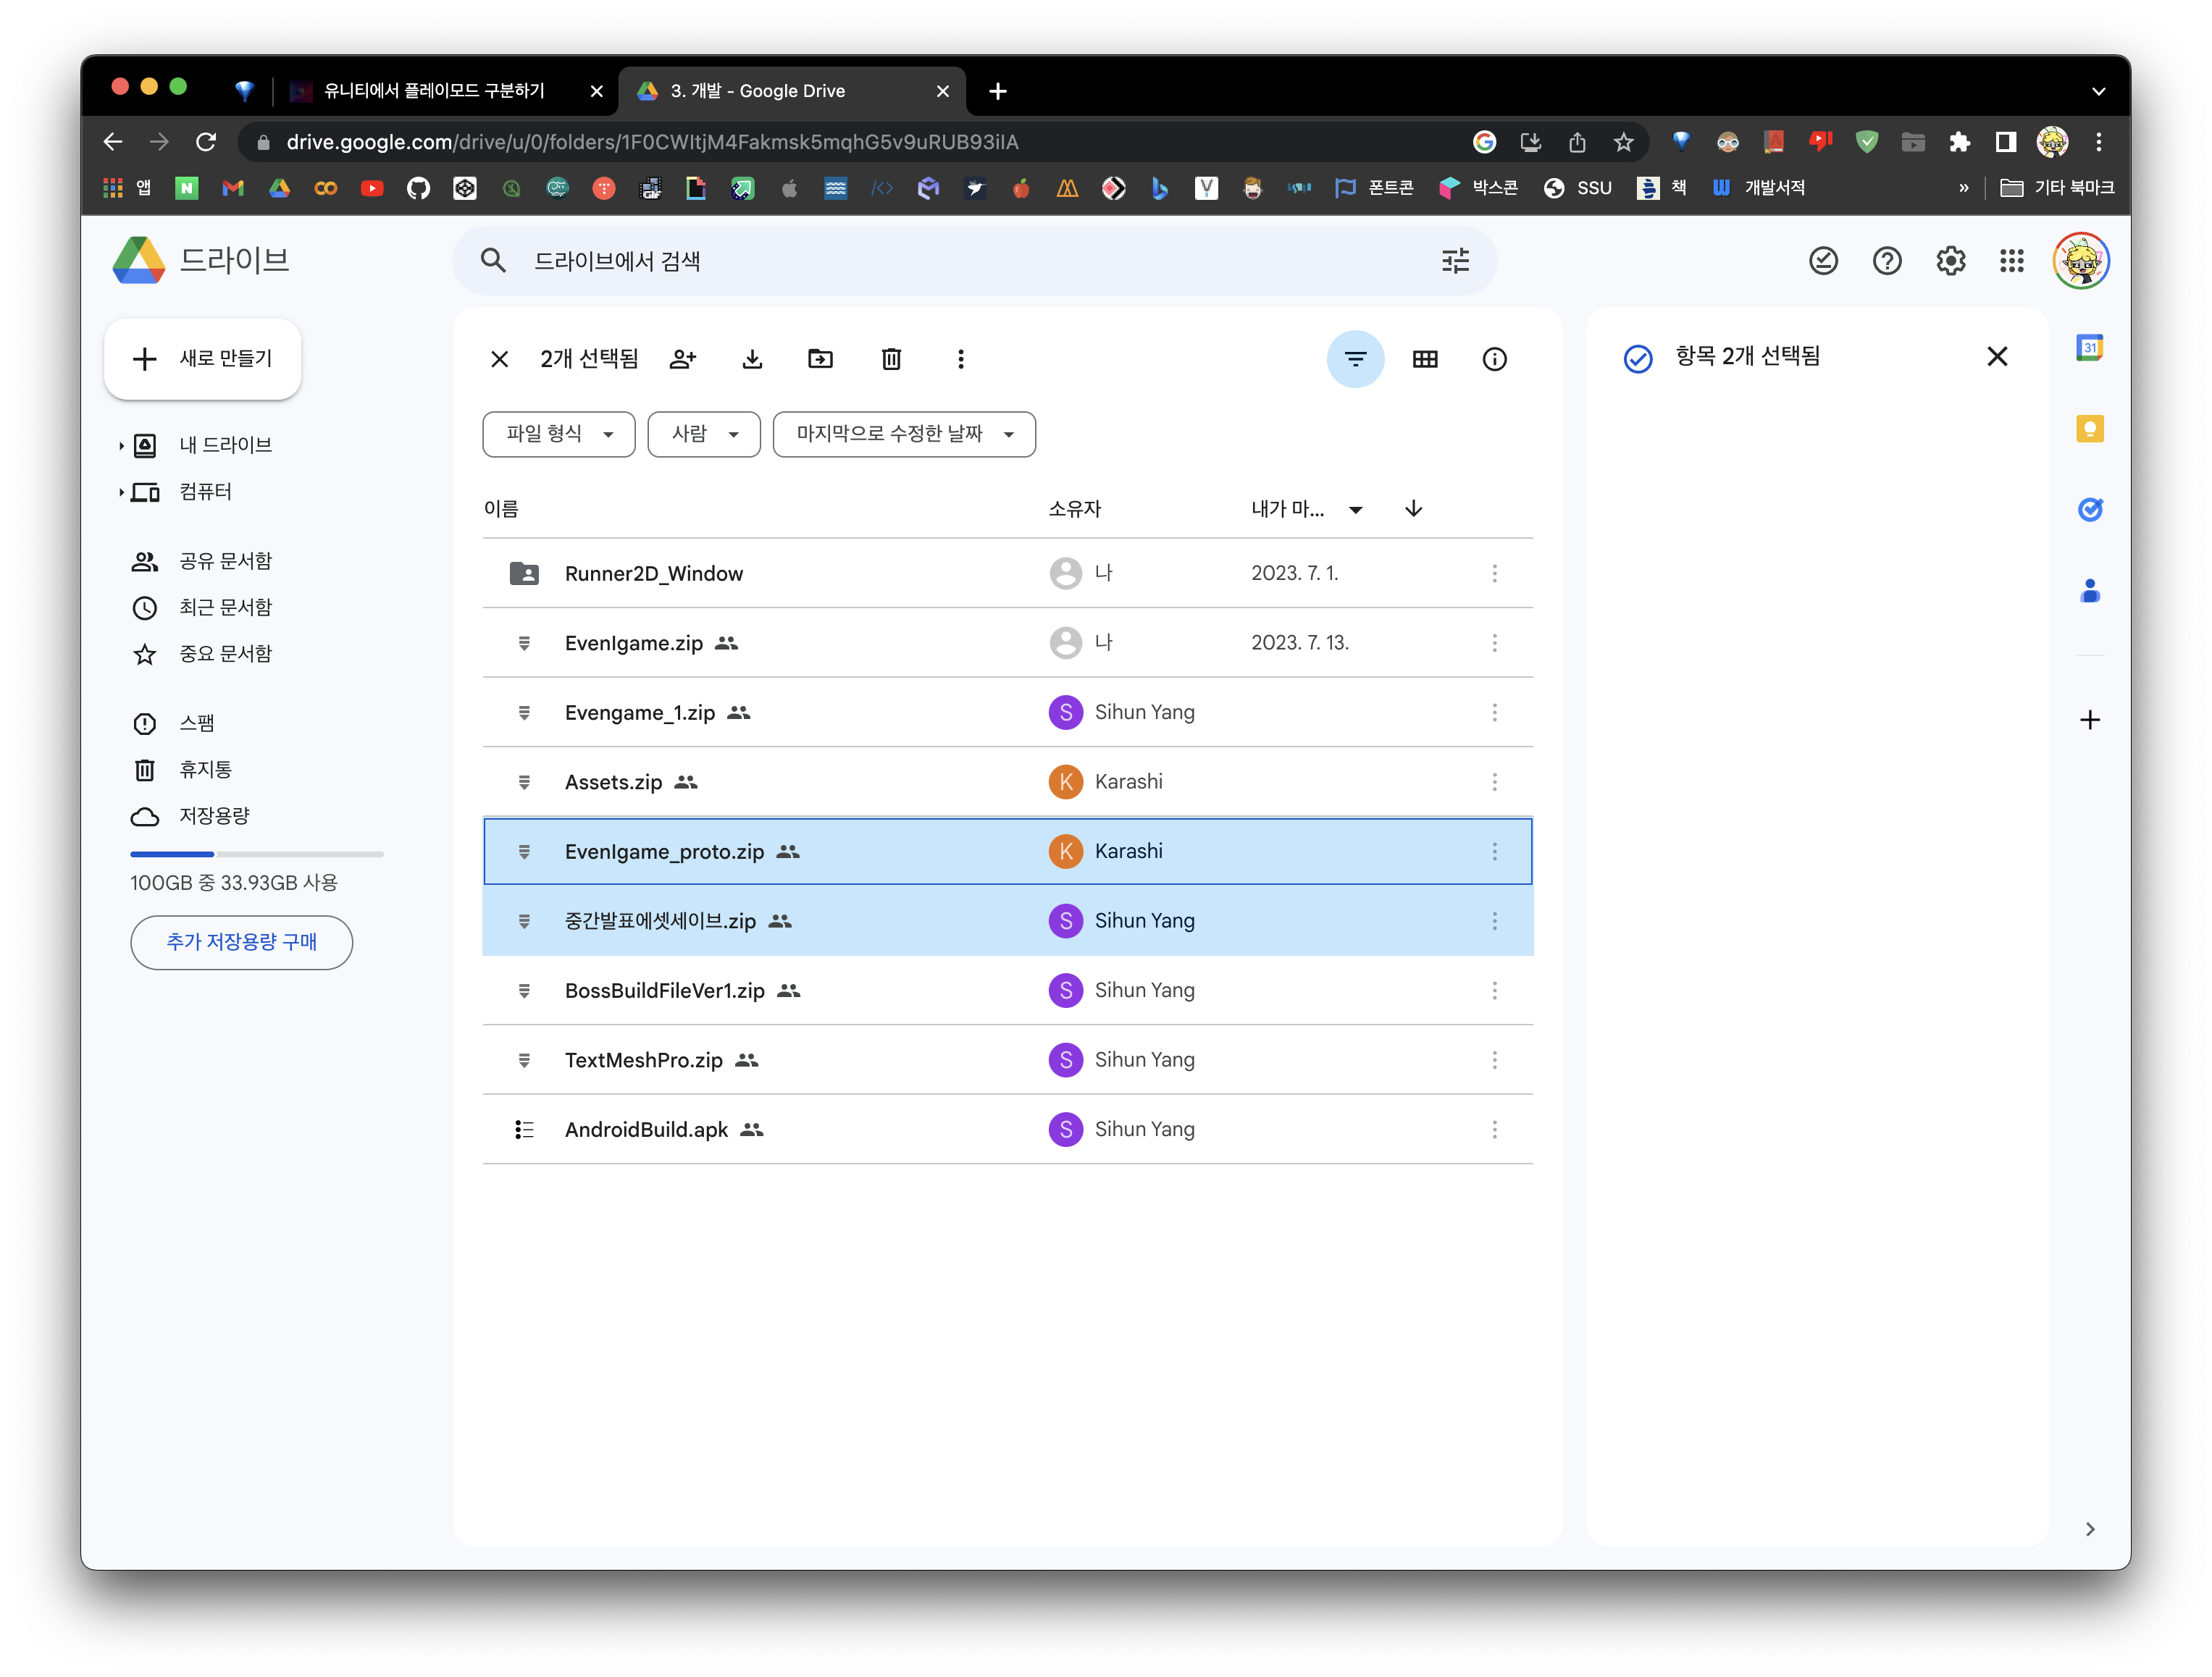 유니티에서 플레이모드 구분하기
3. 개발 - Google Drive
drive.google.com/drive/u/0/folders/1F0CWItjM4Fakmsk5mqhG5v9uRUB93iIA
앱 폰트콘 박스콘 SSU 책 개발서적 » 기타 북마크
드라이브
드라이브에서 검색
새로 만들기
내 드라이브
컴퓨터
공유 문서함
최근 문서함
중요 문서함
스팸
휴지통
저장용량
100GB 중 33.93GB 사용
추가 저장용량 구매
2개 선택됨
파일 형식 사람 마지막으로 수정한 날짜
이름 소유자 내가 마...
Runner2D_Window 나 2023. 7. 1.
EvenIgame.zip 나 2023. 7. 13.
Evengame_1.zip S Sihun Yang
Assets.zip K Karashi
EvenIgame_proto.zip K Karashi
중간발표에셋세이브.zip S Sihun Yang
BossBuildFileVer1.zip S Sihun Yang
TextMeshPro.zip S Sihun Yang
AndroidBuild.apk S Sihun Yang
항목 2개 선택됨
31